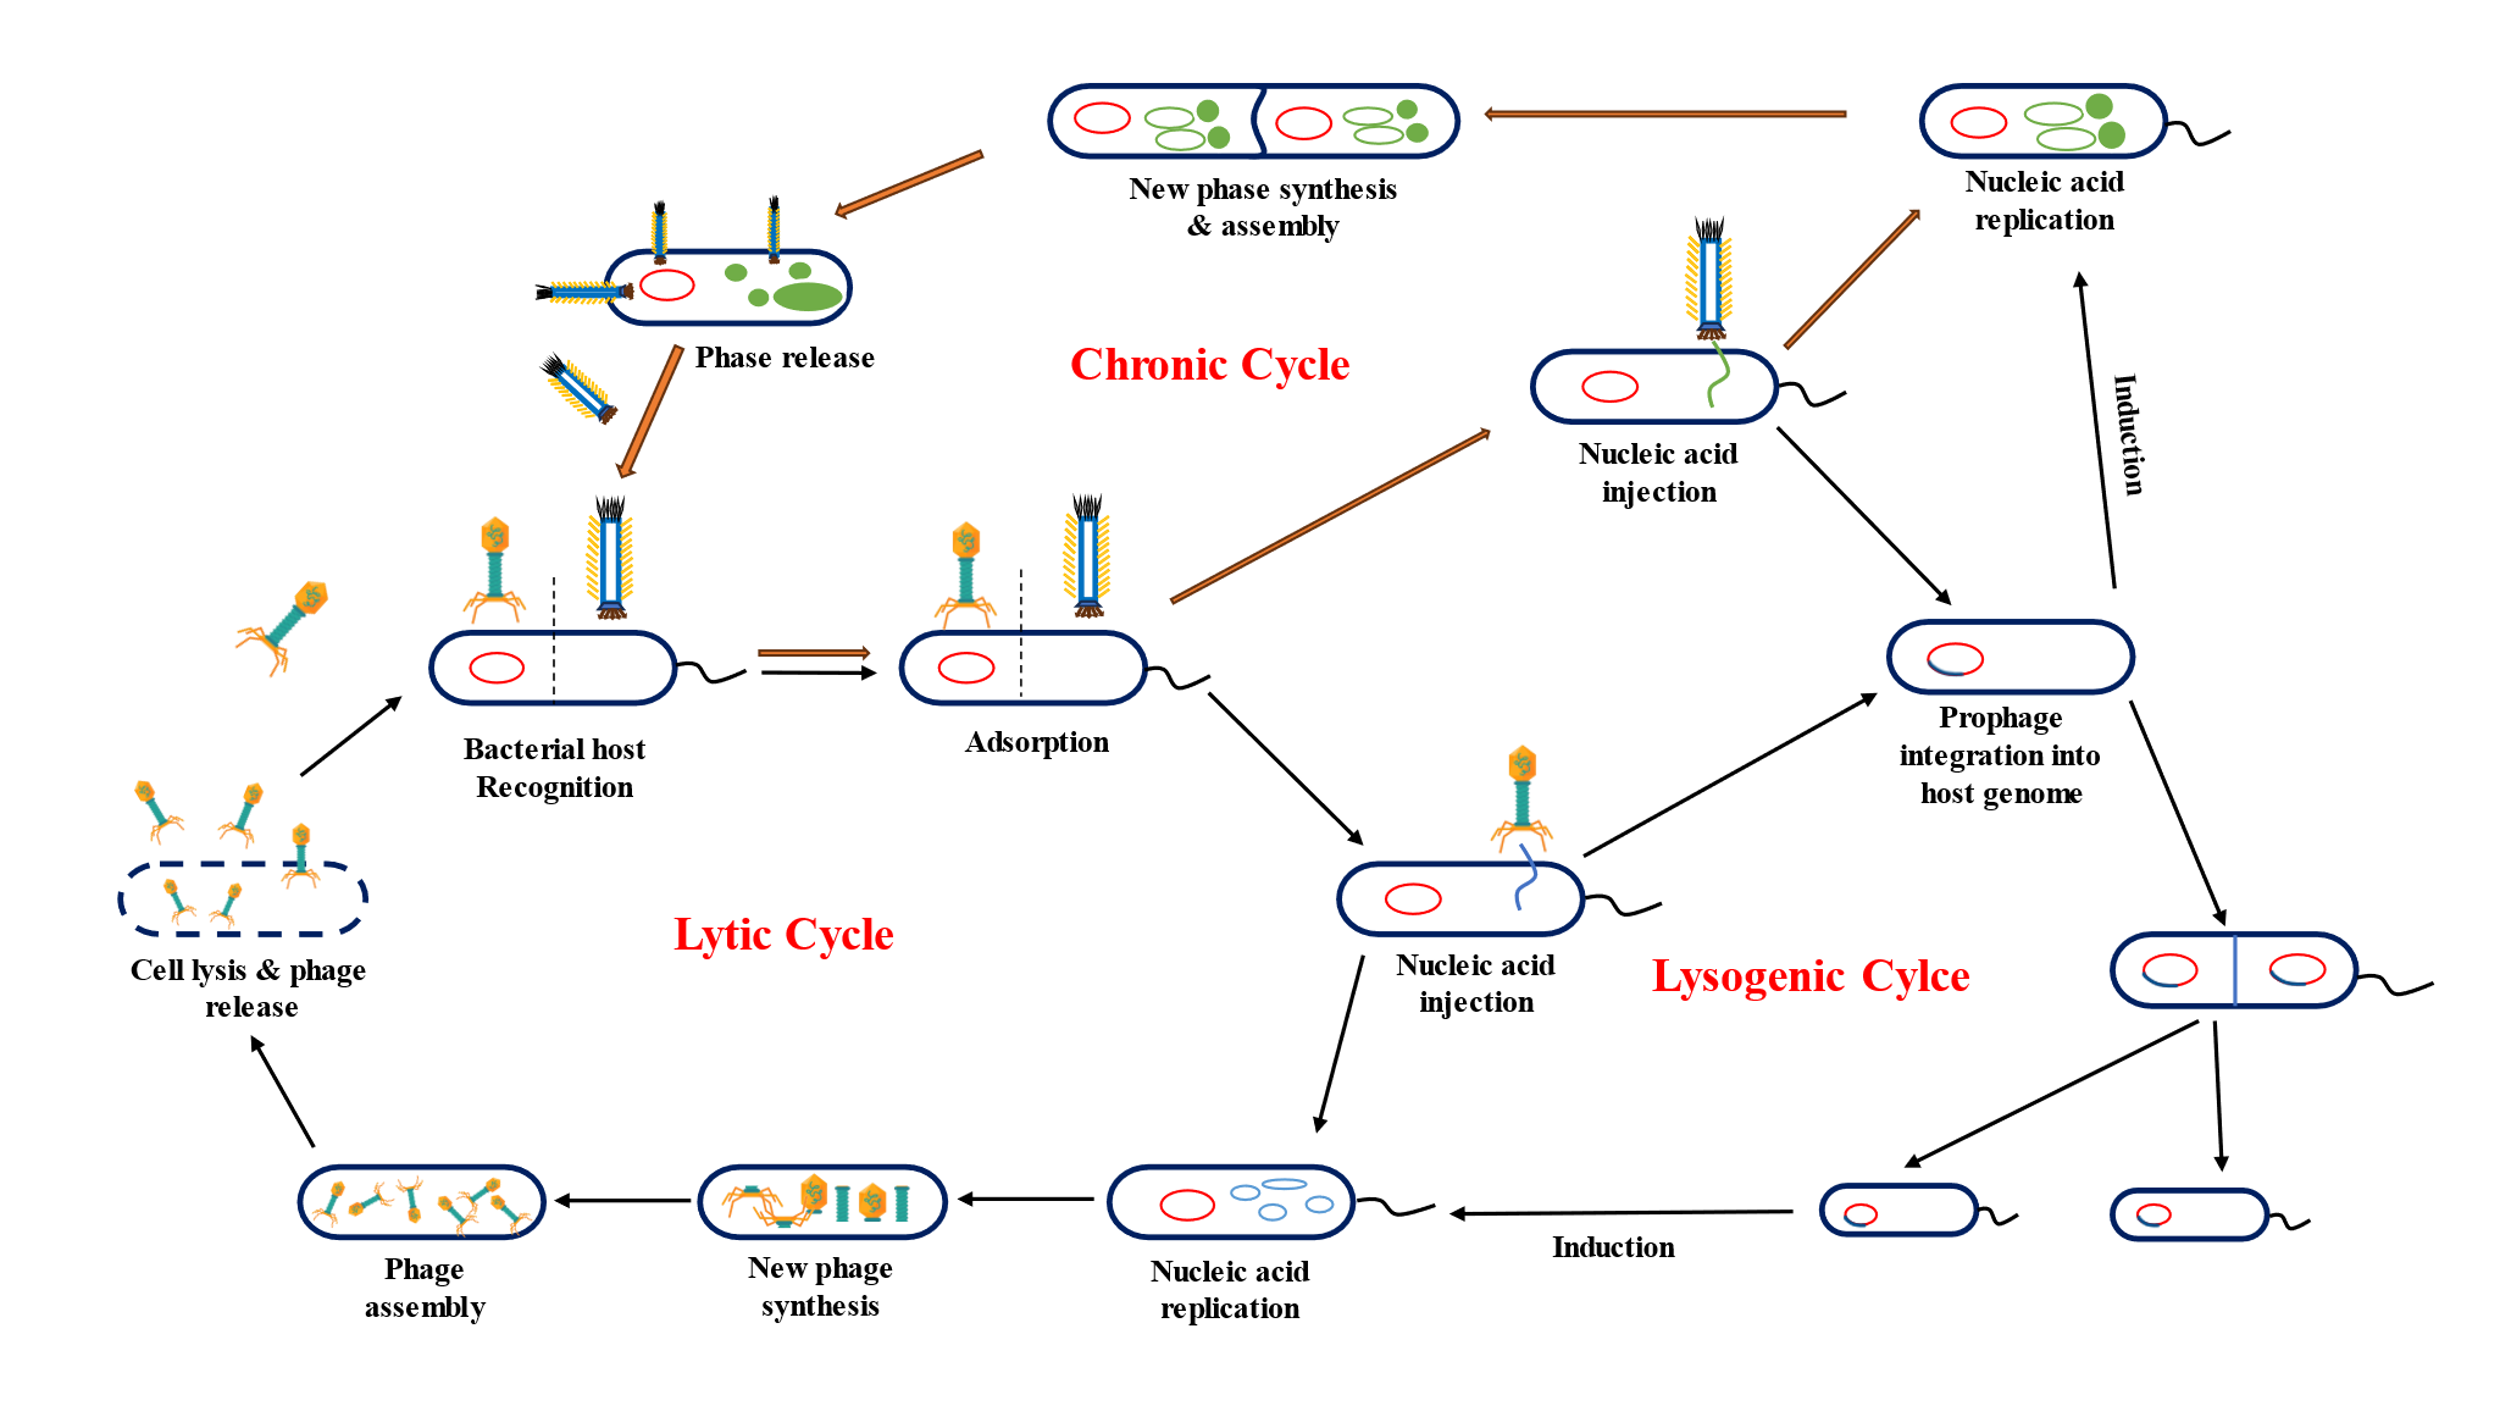 New phase synthesis
& assembly
Nucleic acid
replication
Phase release
Chronic Cycle
Nucleic acid
injection
Induction
Bacterial host
Recognition
Adsorption
Prophage
integration into
host genome
Cell lysis & phage
release
Lytic Cycle
Nucleic acid
injection
Lysogenic Cylce
Phage
assembly
New phage
synthesis
Nucleic acid
replication
Induction